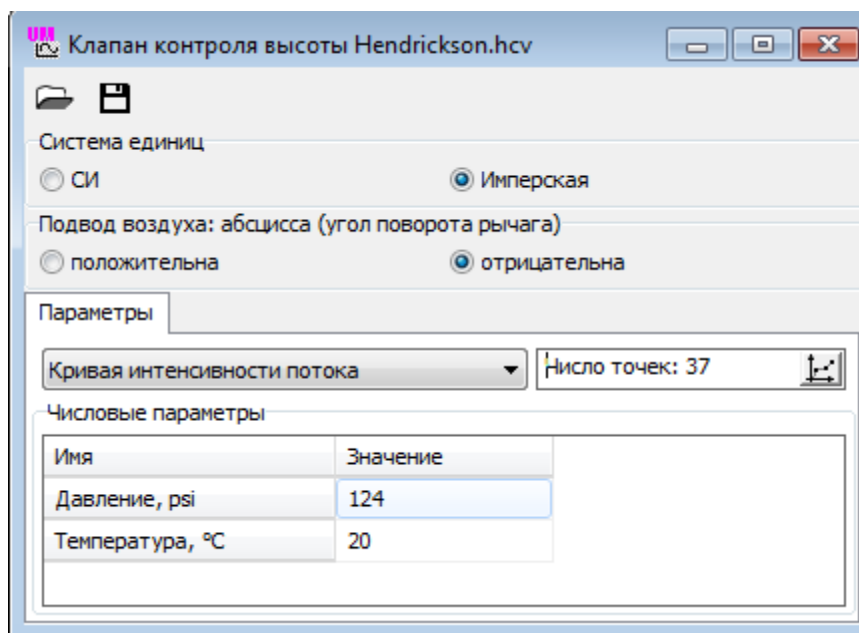 UM Клапан контроля высоты Hendrickson.hcv
Система единиц
СИ Имперская
Подвод воздуха: абсцисса (угол поворота рычага)
положительна отрицательна
Параметры
Кривая интенсивности потока Число точек: 37
Числовые параметры
Имя Значение
Давление, psi 124
Температура, °C 20